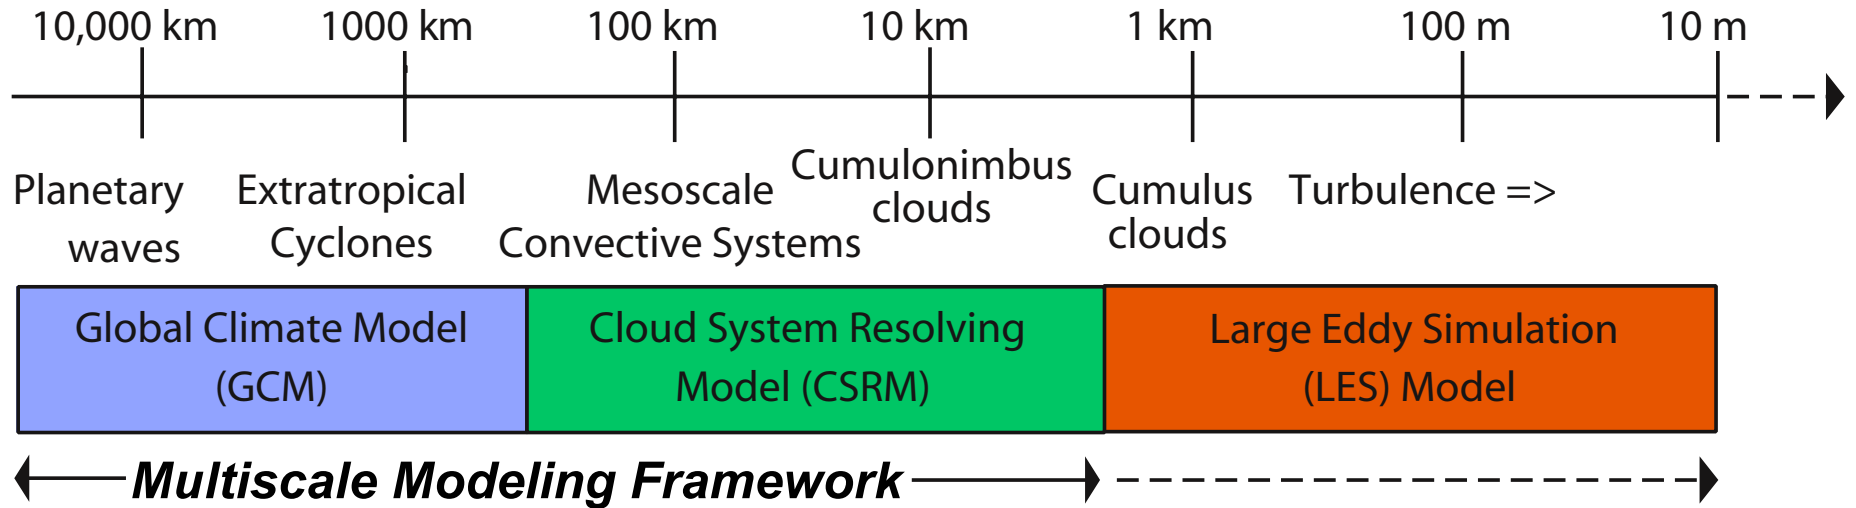 10,000 km 1000 km 100 km 10 km 1 km 100 m 10 m
Planetary
waves
Extratropical
Cyclones
Mesoscale
Convective Systems
Cumulonimbus
clouds
Cumulus
clouds
Turbulence =>
Global Climate Model
(GCM)
Cloud System Resolving
Model (CSRM)
Large Eddy Simulation
(LES) Model
Multiscale Modeling Framework